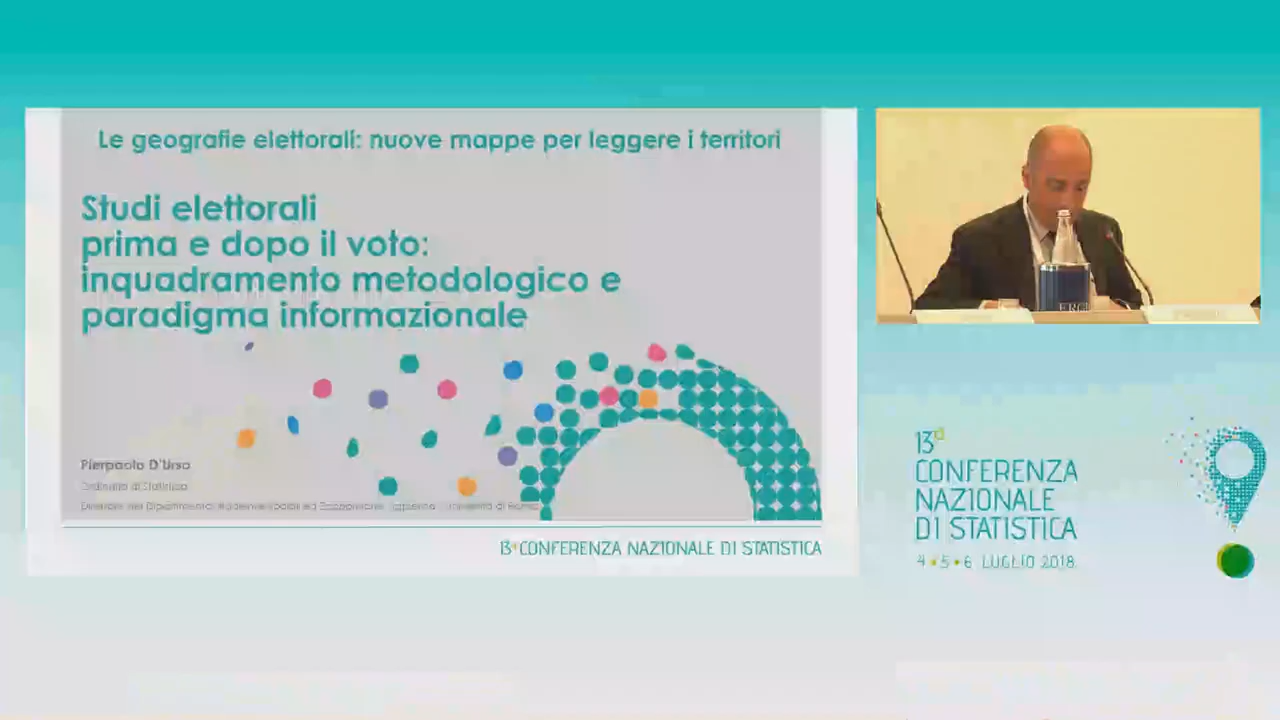 Le geografie elettorali: nuove mappe per leggere i territori
Studi elettorali
prima e dopo il voto:
inquadramento metodologico e
paradigma informazionale
Pierpaolo D'Urso
Ordinario di Statistica
13ª CONFERENZA NAZIONALE DI STATISTICA
13ª
CONFERENZA
NAZIONALE
DI STATISTICA
4 • 5 • 6 LUGLIO 2018